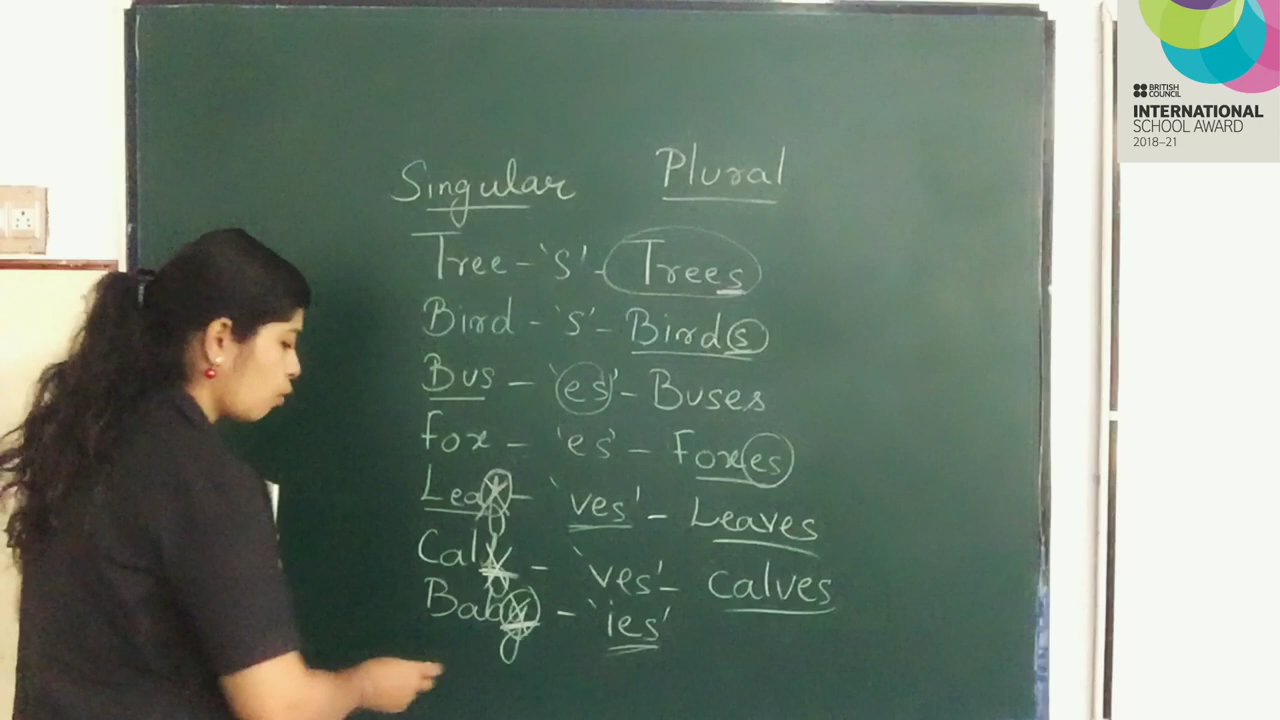 BRITISH
COUNCIL
INTERNATIONAL
SCHOOL AWARD
2018–21
Singular Plural
Tree – 's' – Trees
Bird – 's' – Birds
Bus – 'es' – Buses
Fox – 'es' – Foxes
Leaf – 'ves' – Leaves
Calf – 'ves' – Calves
Baby – 'ies'